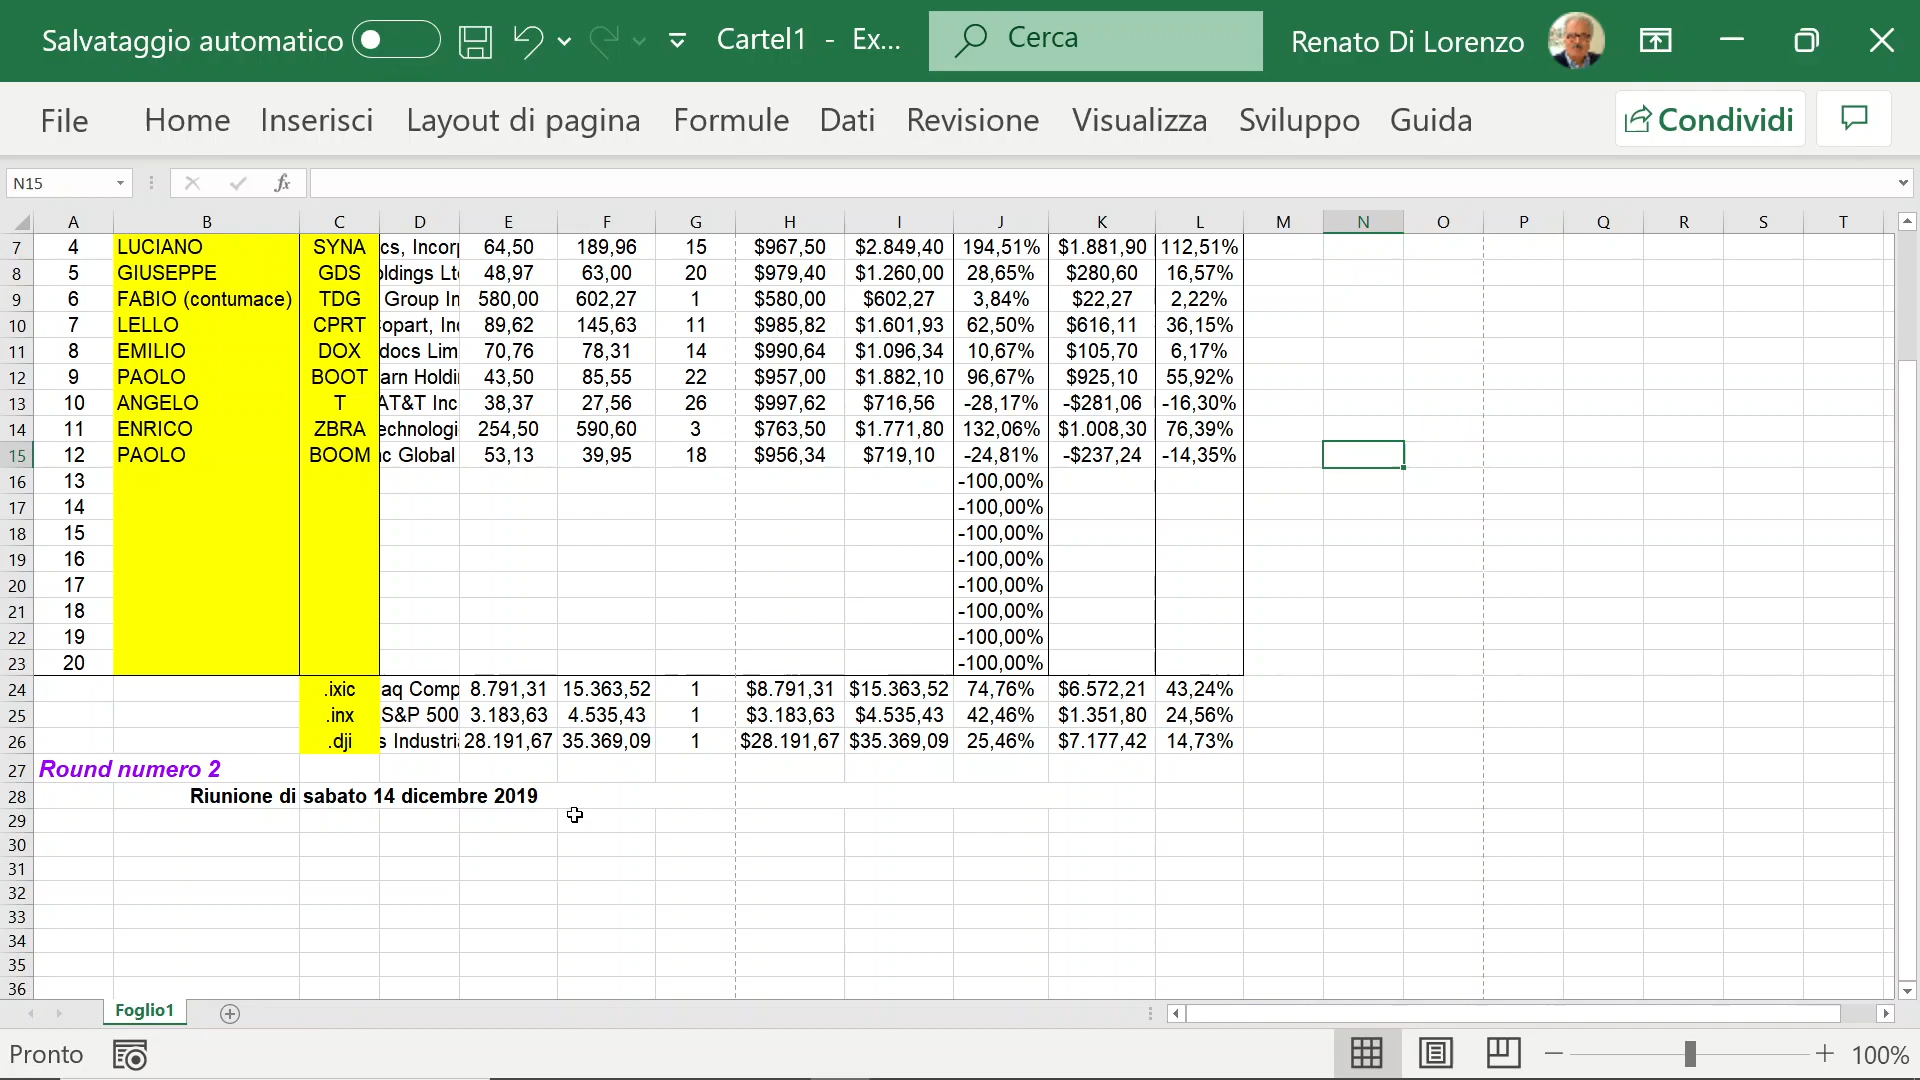 Salvataggio automatico Cartel1 - Ex... Cerca Renato Di Lorenzo
File Home Inserisci Layout di pagina Formule Dati Revisione Visualizza Sviluppo Guida Condividi
N15 fx
A B C D E F G H I J K L M N O P Q R S T
7 4 LUCIANO SYNA cs, Incorp 64,50 189,96 15 $967,50 $2.849,40 194,51% $1.881,90 112,51%
8 5 GIUSEPPE GDS oldings Lt 48,97 63,00 20 $979,40 $1.260,00 28,65% $280,60 16,57%
9 6 FABIO (contumace) TDG Group In 580,00 602,27 1 $580,00 $602,27 3,84% $22,27 2,22%
10 7 LELLO CPRT opart, Inc 89,62 145,63 11 $985,82 $1.601,93 62,50% $616,11 36,15%
11 8 EMILIO DOX docs Lim 70,76 78,31 14 $990,64 $1.096,34 10,67% $105,70 6,17%
12 9 PAOLO BOOT arn Holdi 43,50 85,55 22 $957,00 $1.882,10 96,67% $925,10 55,92%
13 10 ANGELO T AT&T Inc 38,37 27,56 26 $997,62 $716,56 -28,17% -$281,06 -16,30%
14 11 ENRICO ZBRA echnologi 254,50 590,60 3 $763,50 $1.771,80 132,06% $1.008,30 76,39%
15 12 PAOLO BOOM c Global 53,13 39,95 18 $956,34 $719,10 -24,81% -$237,24 -14,35%
16 13 -100,00%
17 14 -100,00%
18 15 -100,00%
19 16 -100,00%
20 17 -100,00%
21 18 -100,00%
22 19 -100,00%
23 20 -100,00%
24 .ixic aq Comp 8.791,31 15.363,52 1 $8.791,31 $15.363,52 74,76% $6.572,21 43,24%
25 .inx S&P 500 3.183,63 4.535,43 1 $3.183,63 $4.535,43 42,46% $1.351,80 24,56%
26 .dji s Industri 28.191,67 35.369,09 1 $28.191,67 $35.369,09 25,46% $7.177,42 14,73%
27 Round numero 2
28 Riunione di sabato 14 dicembre 2019
29
30
31
32
33
34
35
36
Foglio1
Pronto 100%